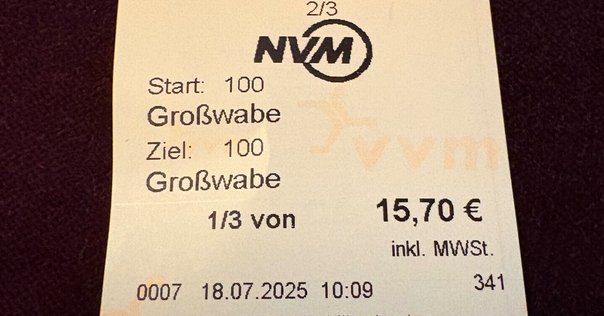 2/3
NVM
Start: 100
Großwabe
Ziel: 100
vvm
Großwabe
1/3 von 15,70 €
inkl. MWSt.
0007 18.07.2025 10:09 341